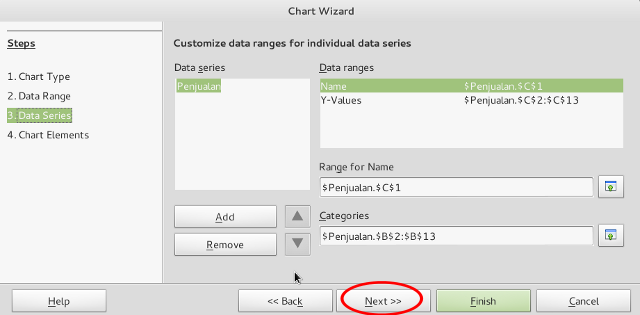 Chart Wizard
Steps
1. Chart Type
2. Data Range
3. Data Series
4. Chart Elements
Customize data ranges for individual data series
Data series
Penjualan
Add
Remove
Data ranges
Name $Penjualan.$C$1
Y-Values $Penjualan.$C$2:$C$13
Range for Name
$Penjualan.$C$1
Categories
$Penjualan.$B$2:$B$13
Help
<< Back
Next >>
Finish
Cancel